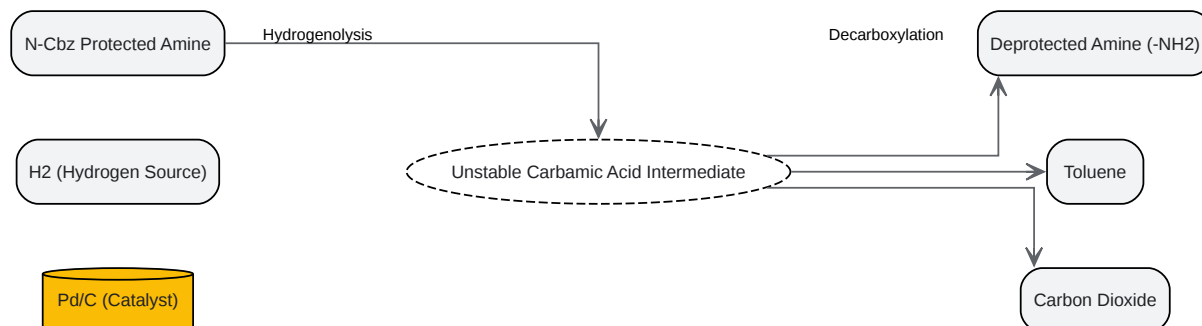 N-Cbz Protected Amine
Hydrogenolysis
Decarboxylation
Deprotected Amine (-NH2)
H2 (Hydrogen Source)
Unstable Carbamic Acid Intermediate
Toluene
Pd/C (Catalyst)
Carbon Dioxide